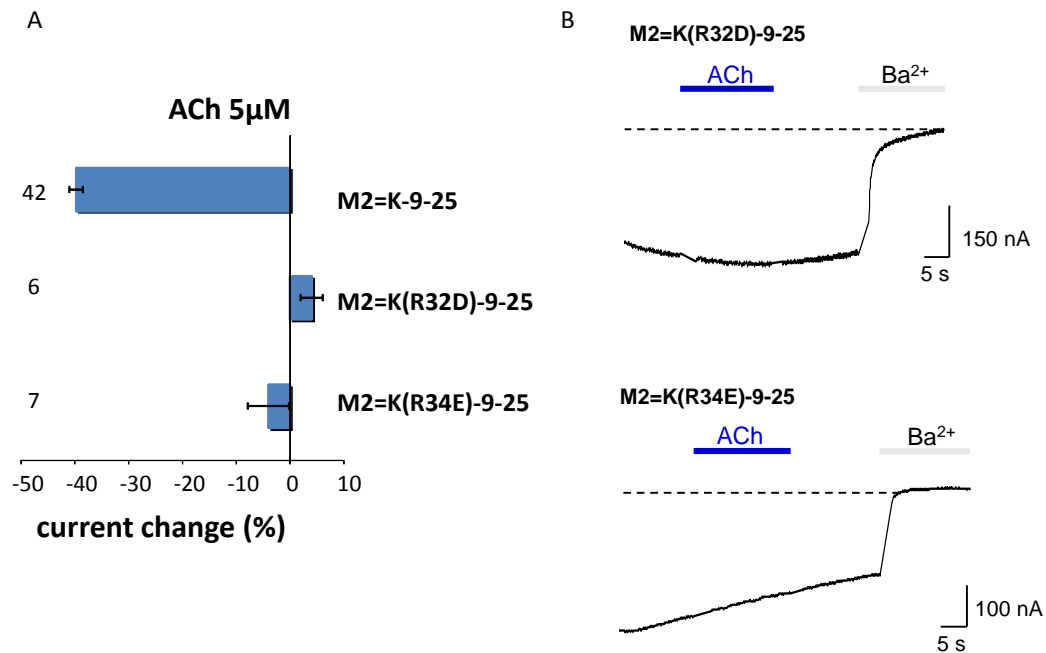 A
ACh 5µM
42
M2=K-9-25
6
M2=K(R32D)-9-25
7
M2=K(R34E)-9-25
-50 -40 -30 -20 -10 0 10
current change (%)
B
M2=K(R32D)-9-25
ACh
Ba²⁺
150 nA
5 s
M2=K(R34E)-9-25
ACh
Ba²⁺
100 nA
5 s